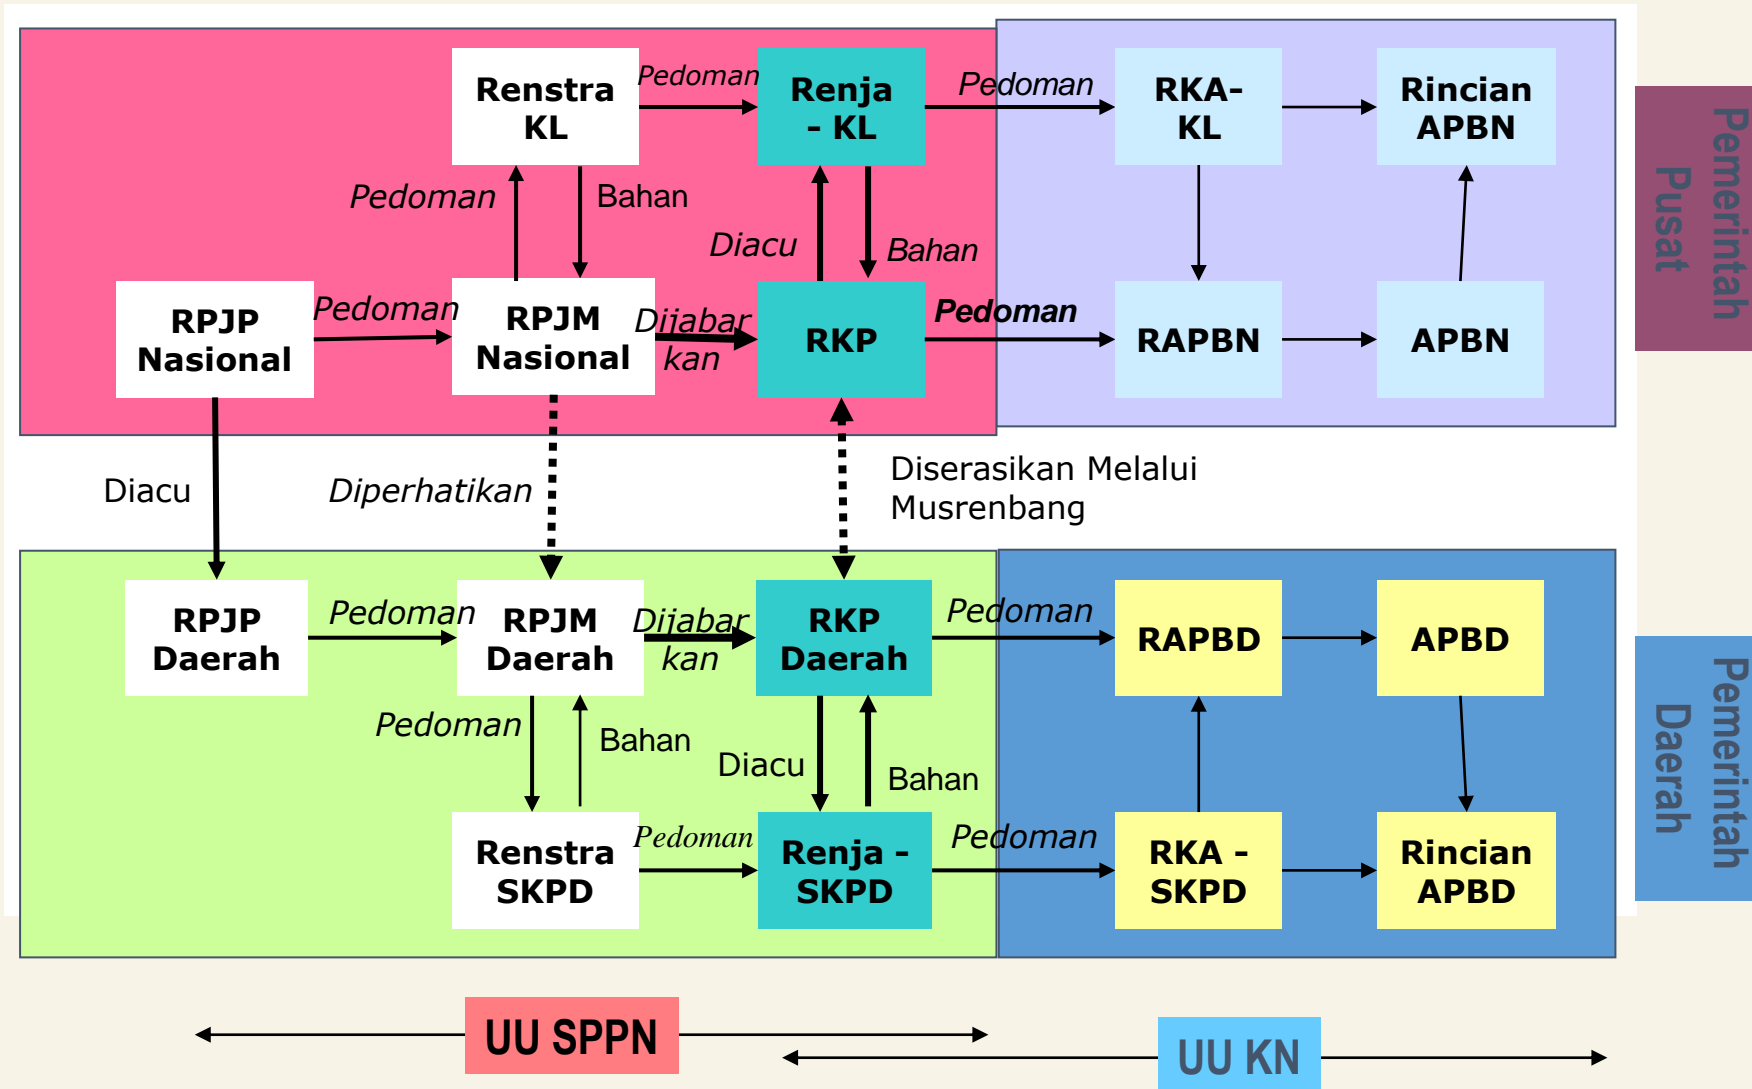 Renstra
KL
Pedoman
Renja
- KL
Pedoman
RKA-
KL
Rincian
APBN
Pedoman
Bahan
Diacu
Bahan
RPJP
Nasional
Pedoman
RPJM
Nasional
Dijabar
kan
RKP
Pedoman
RAPBN
APBN
Pemerintah
Pusat
Diacu
Diperhatikan
Diserasikan Melalui
Musrenbang
RPJP
Daerah
Pedoman
RPJM
Daerah
Dijabar
kan
RKP
Daerah
Pedoman
RAPBD
APBD
Pedoman
Bahan
Diacu
Bahan
Renstra
SKPD
Pedoman
Renja -
SKPD
Pedoman
RKA -
SKPD
Rincian
APBD
Pemerintah
Daerah
UU SPPN
UU KN